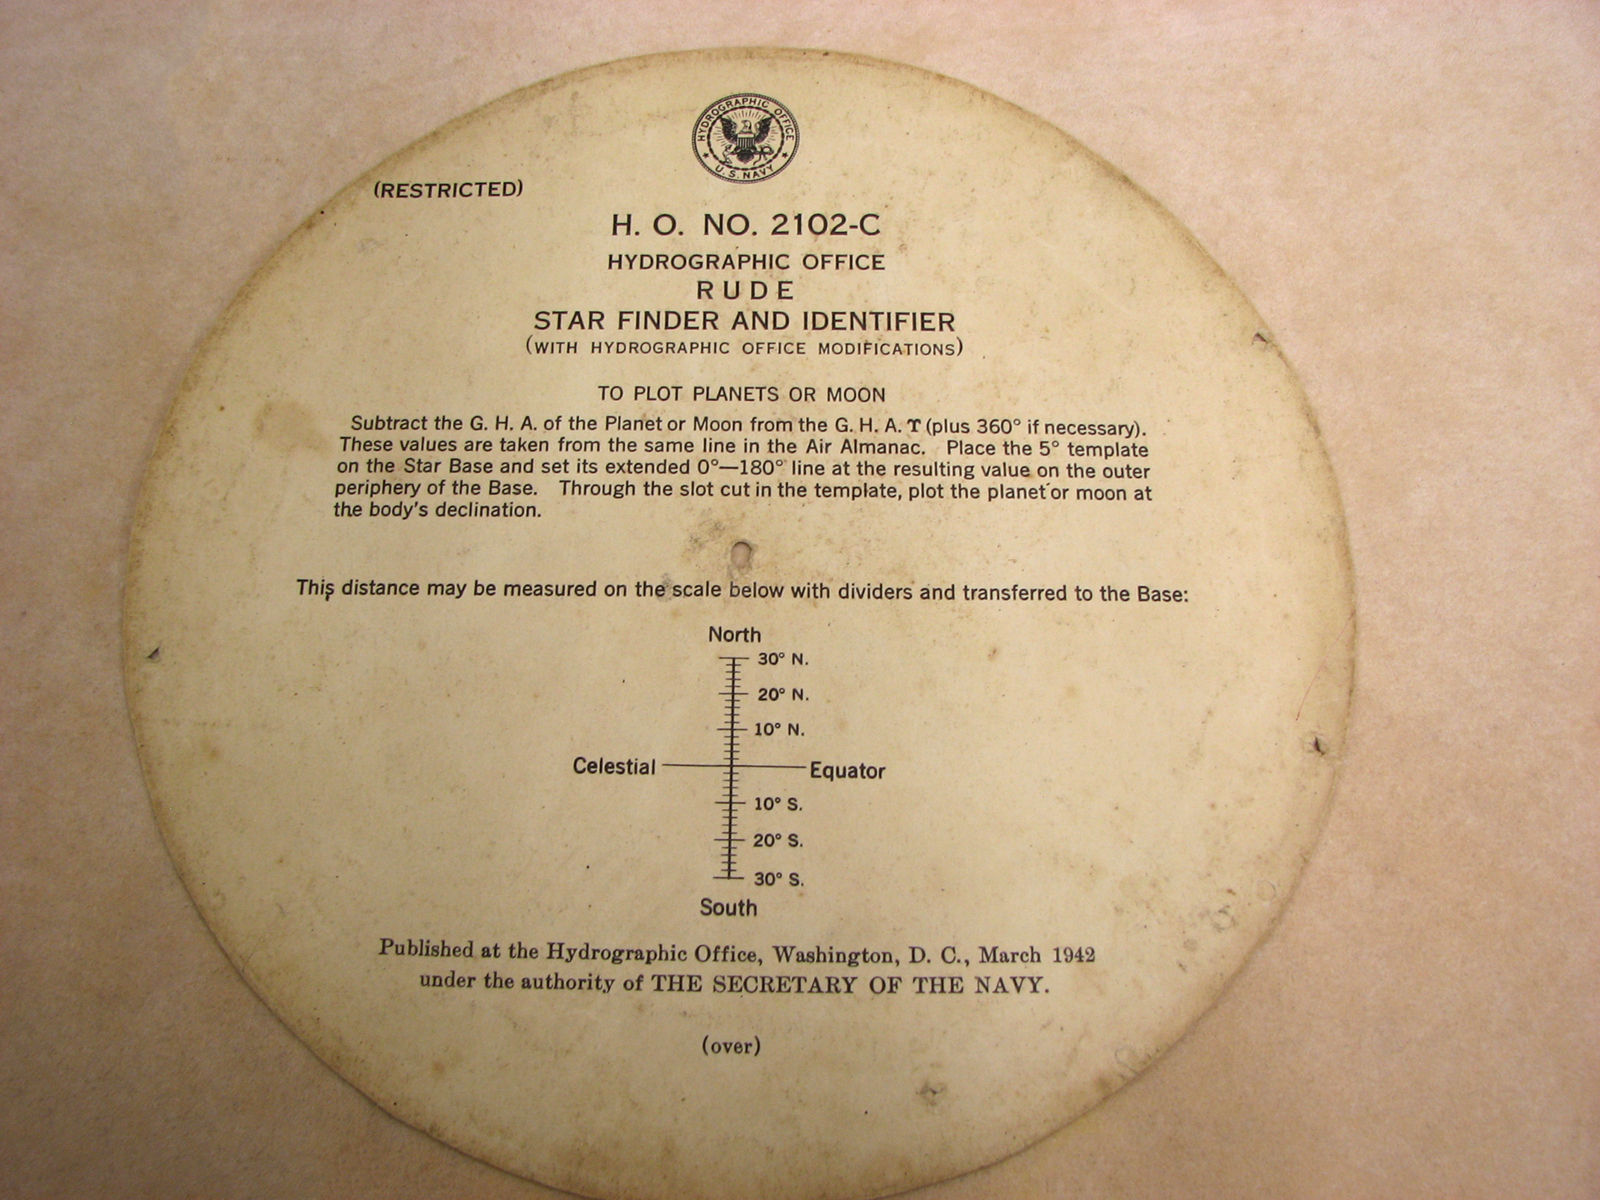 HYDROGRAPHIC OFFICE
U. S. NAVY
(RESTRICTED)
H. O. NO. 2102-C
HYDROGRAPHIC OFFICE
RUDE
STAR FINDER AND IDENTIFIER
(WITH HYDROGRAPHIC OFFICE MODIFICATIONS)
TO PLOT PLANETS OR MOON
Subtract the G. H. A. of the Planet or Moon from the G. H. A. ♈ (plus 360° if necessary).
These values are taken from the same line in the Air Almanac. Place the 5° template
on the Star Base and set its extended 0°—180° line at the resulting value on the outer
periphery of the Base. Through the slot cut in the template, plot the planet or moon at
the body's declination.
This distance may be measured on the scale below with dividers and transferred to the Base:
North
30° N.
20° N.
10° N.
Celestial Equator
10° S.
20° S.
30° S.
South
Published at the Hydrographic Office, Washington, D. C., March 1942
under the authority of THE SECRETARY OF THE NAVY.
(over)